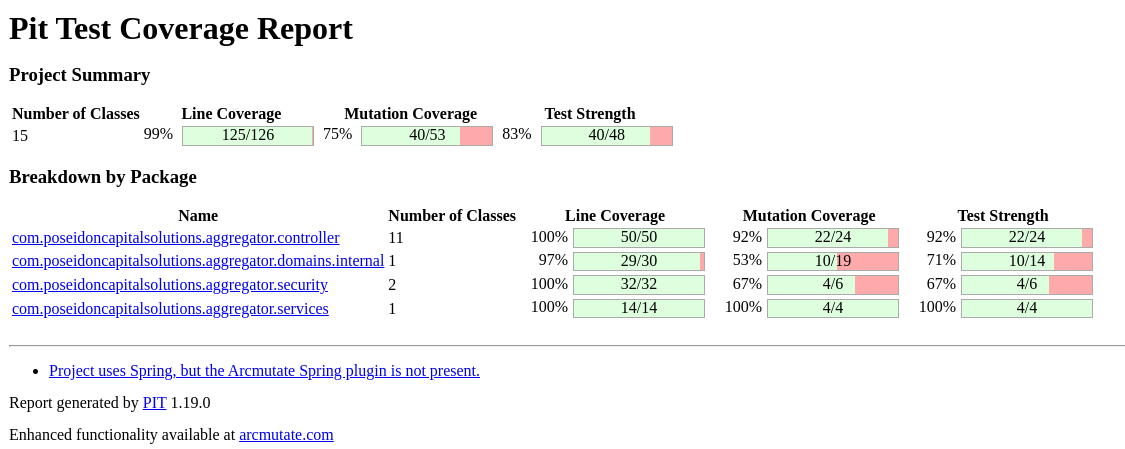 Pit Test Coverage Report
Project Summary
Number of Classes Line Coverage Mutation Coverage Test Strength
15 99% 125/126 75% 40/53 83% 40/48
Breakdown by Package
Name Number of Classes Line Coverage Mutation Coverage Test Strength
com.poseidoncapitalsolutions.aggregator.controller 11 100% 50/50 92% 22/24 92% 22/24
com.poseidoncapitalsolutions.aggregator.domains.internal 1 97% 29/30 53% 10/19 71% 10/14
com.poseidoncapitalsolutions.aggregator.security 2 100% 32/32 67% 4/6 67% 4/6
com.poseidoncapitalsolutions.aggregator.services 1 100% 14/14 100% 4/4 100% 4/4
• Project uses Spring, but the Arcmutate Spring plugin is not present.
Report generated by PIT 1.19.0
Enhanced functionality available at arcmutate.com